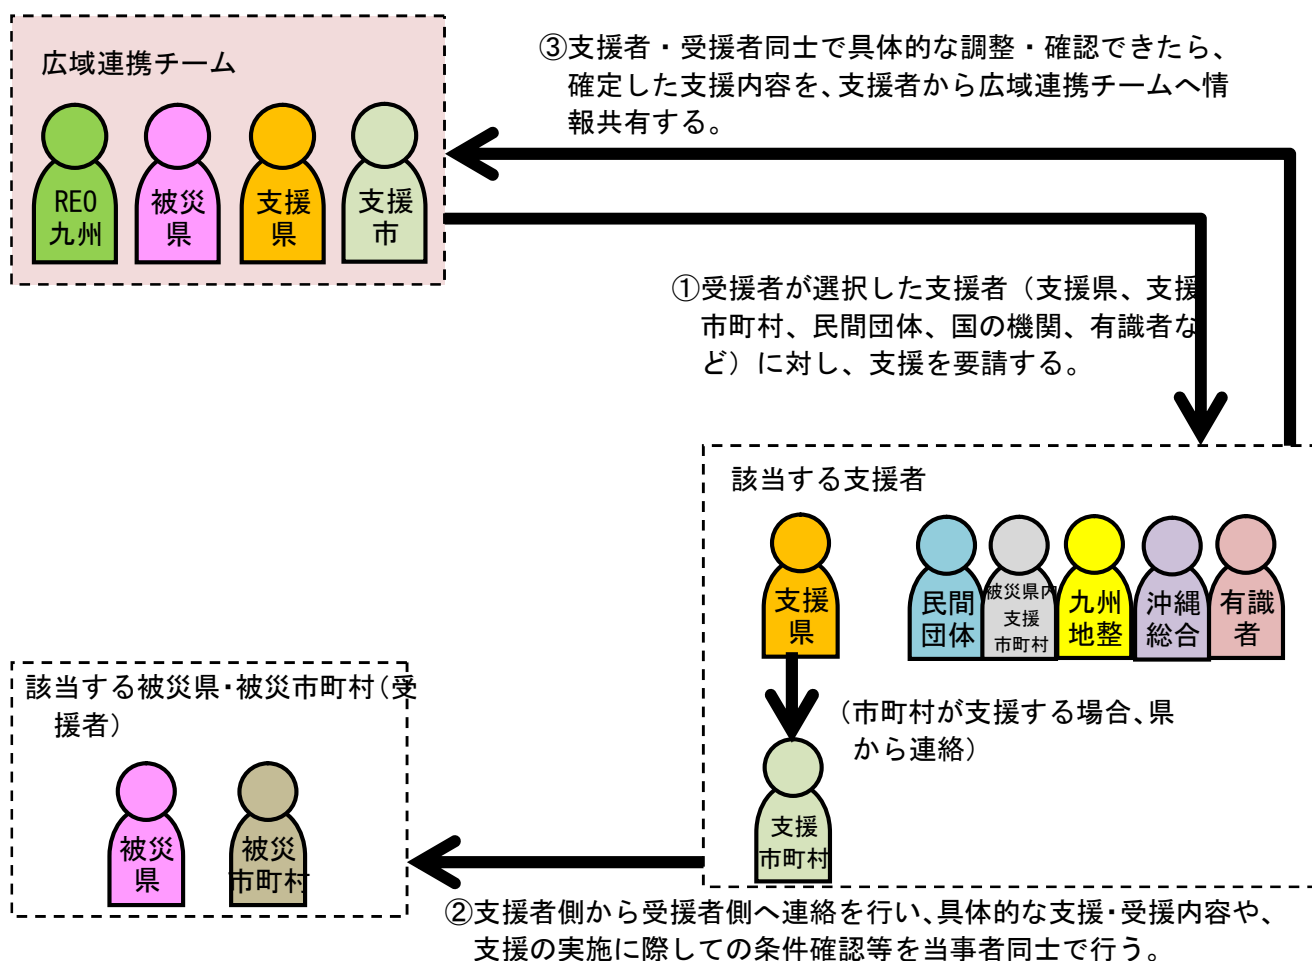 広域連携チーム
REO
九州
被災
県
支援
県
支援
市
③支援者・受援者同士で具体的な調整・確認できたら、
確定した支援内容を、支援者から広域連携チームへ情
報共有する。
①受援者が選択した支援者（支援県、支援
市町村、民間団体、国の機関、有識者な
ど）に対し、支援を要請する。
該当する支援者
支援
県
民間
団体
被災県内
支援
市町村
九州
地整
沖縄
総合
有識
者
（市町村が支援する場合、県
から連絡）
支援
市町村
該当する被災県・被災市町村（受
援者）
被災
県
被災
市町村
②支援者側から受援者側へ連絡を行い、具体的な支援・受援内容や、
支援の実施に際しての条件確認等を当事者同士で行う。